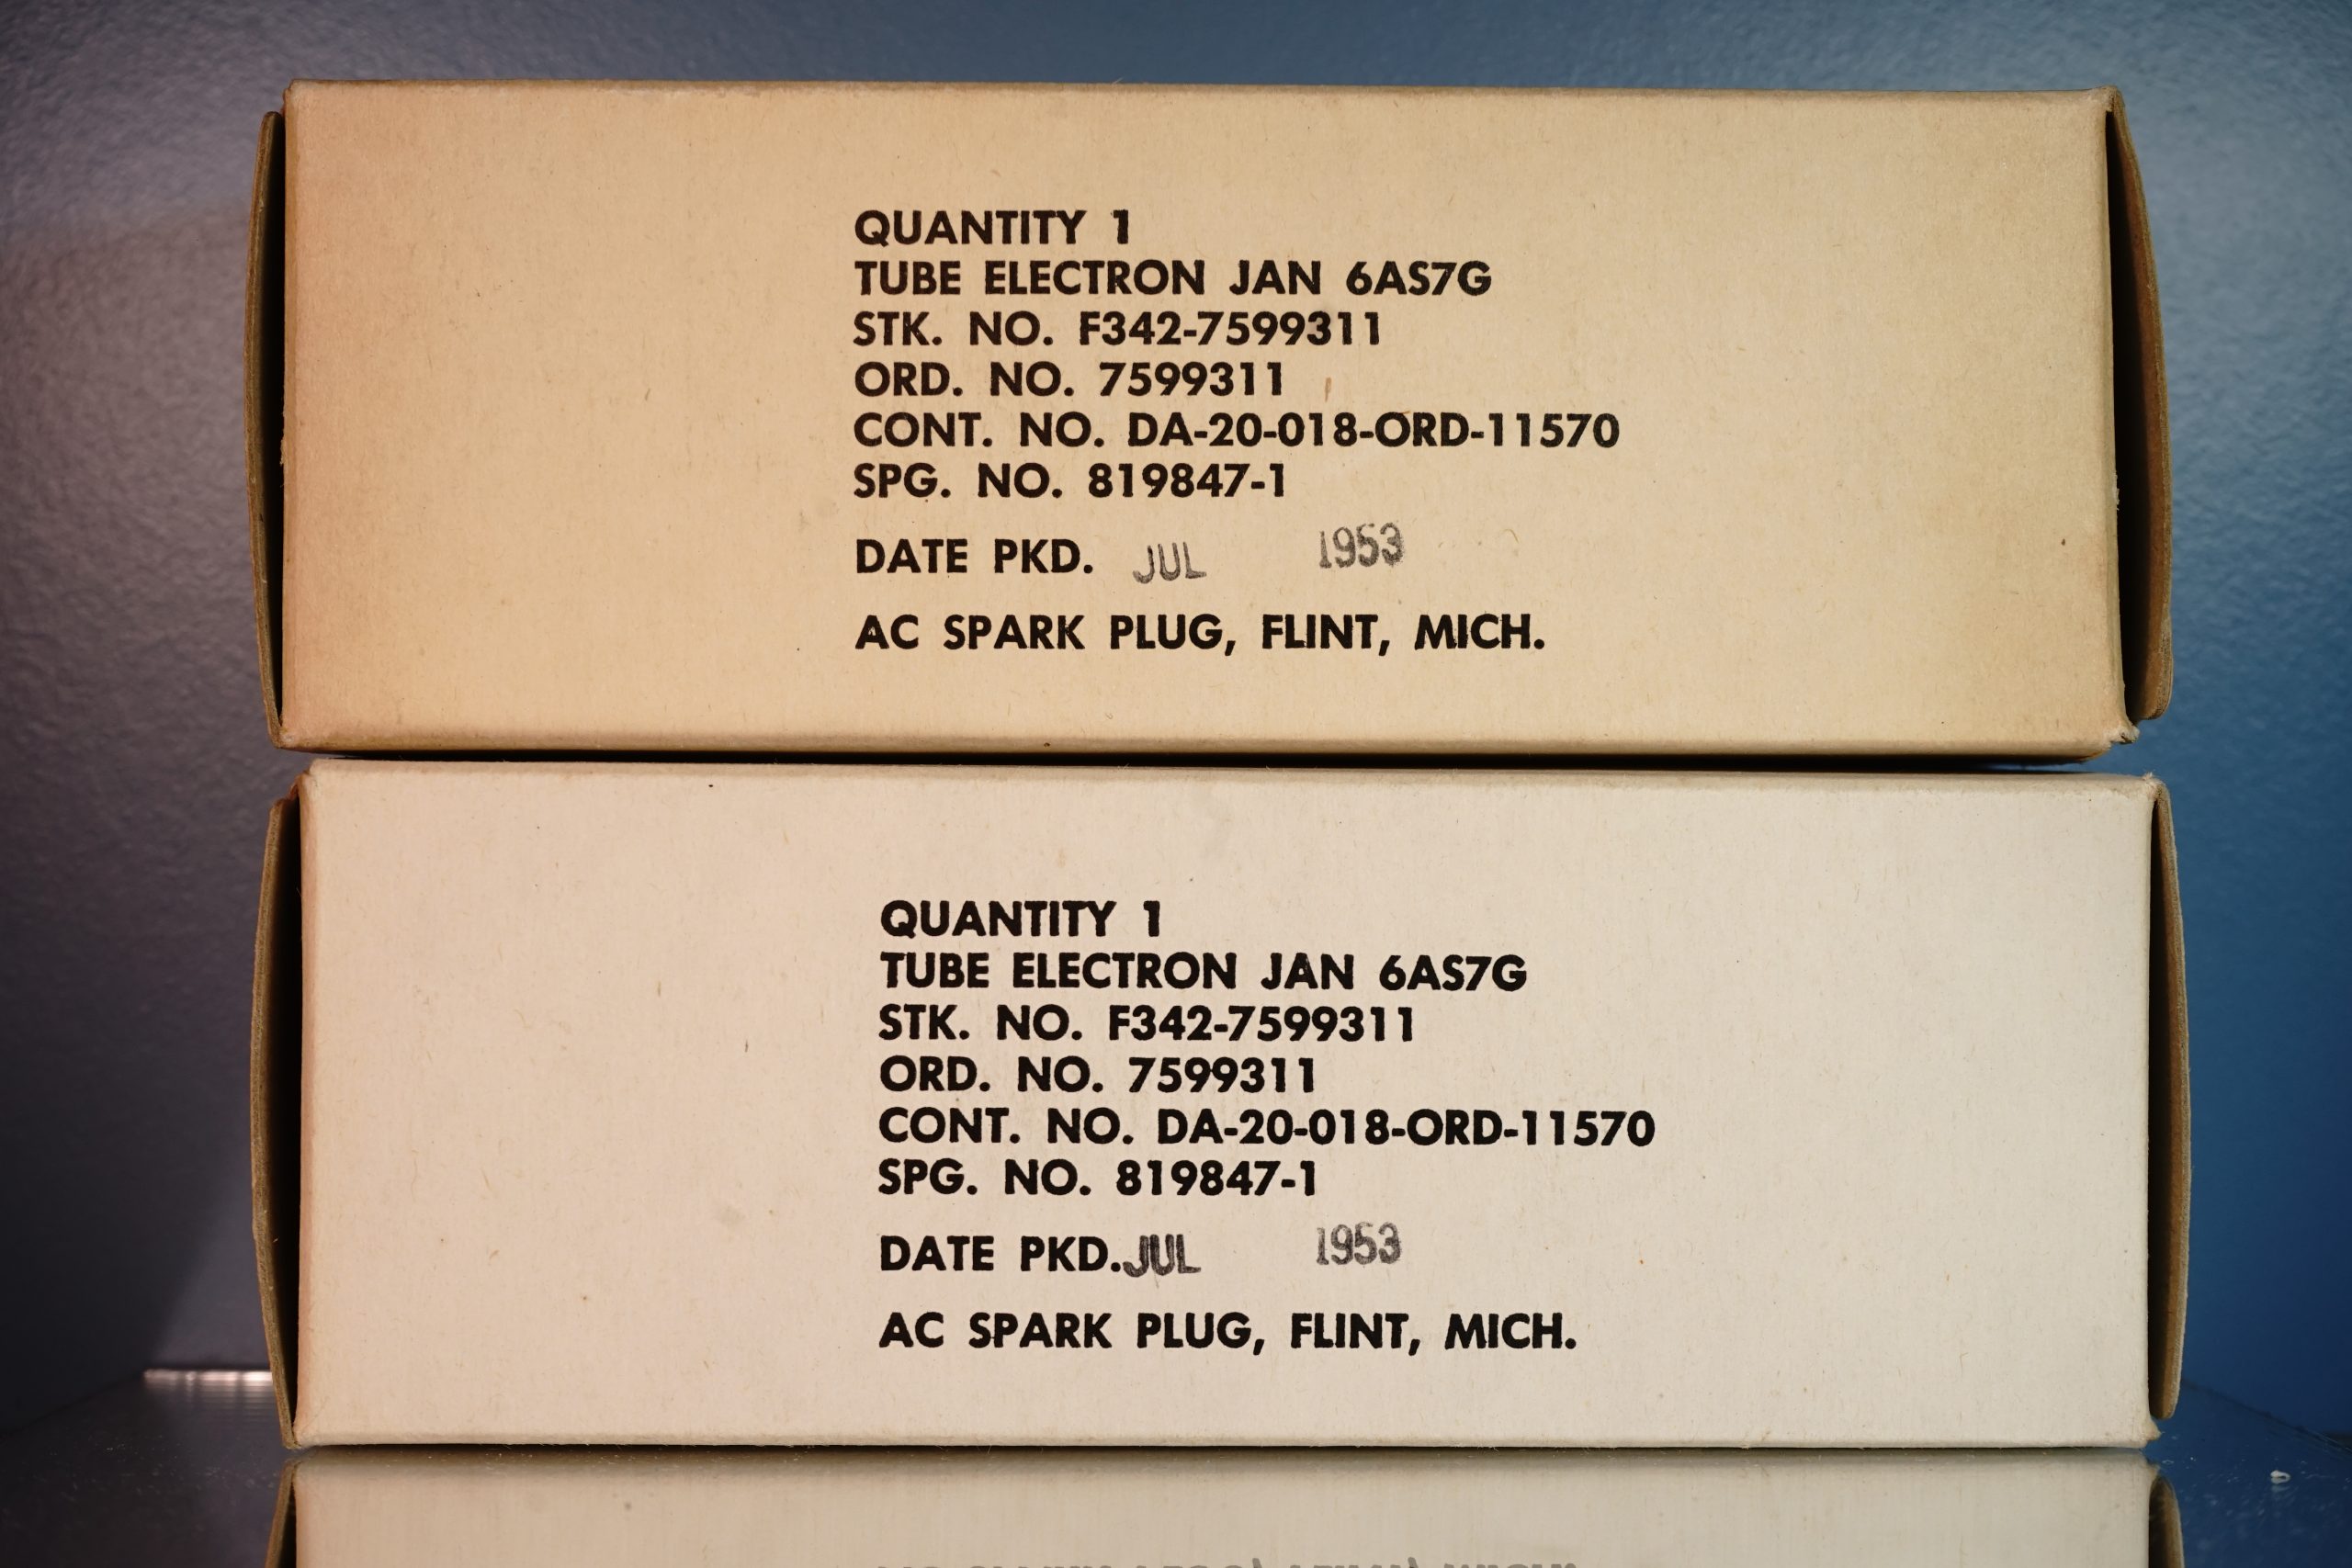 QUANTITY 1
TUBE ELECTRON JAN 6AS7G
STK. NO. F342-7599311
ORD. NO. 7599311
CONT. NO. DA-20-018-ORD-11570
SPG. NO. 819847-1
DATE PKD. JUL 1953
AC SPARK PLUG, FLINT, MICH.
QUANTITY 1
TUBE ELECTRON JAN 6AS7G
STK. NO. F342-7599311
ORD. NO. 7599311
CONT. NO. DA-20-018-ORD-11570
SPG. NO. 819847-1
DATE PKD. JUL 1953
AC SPARK PLUG, FLINT, MICH.